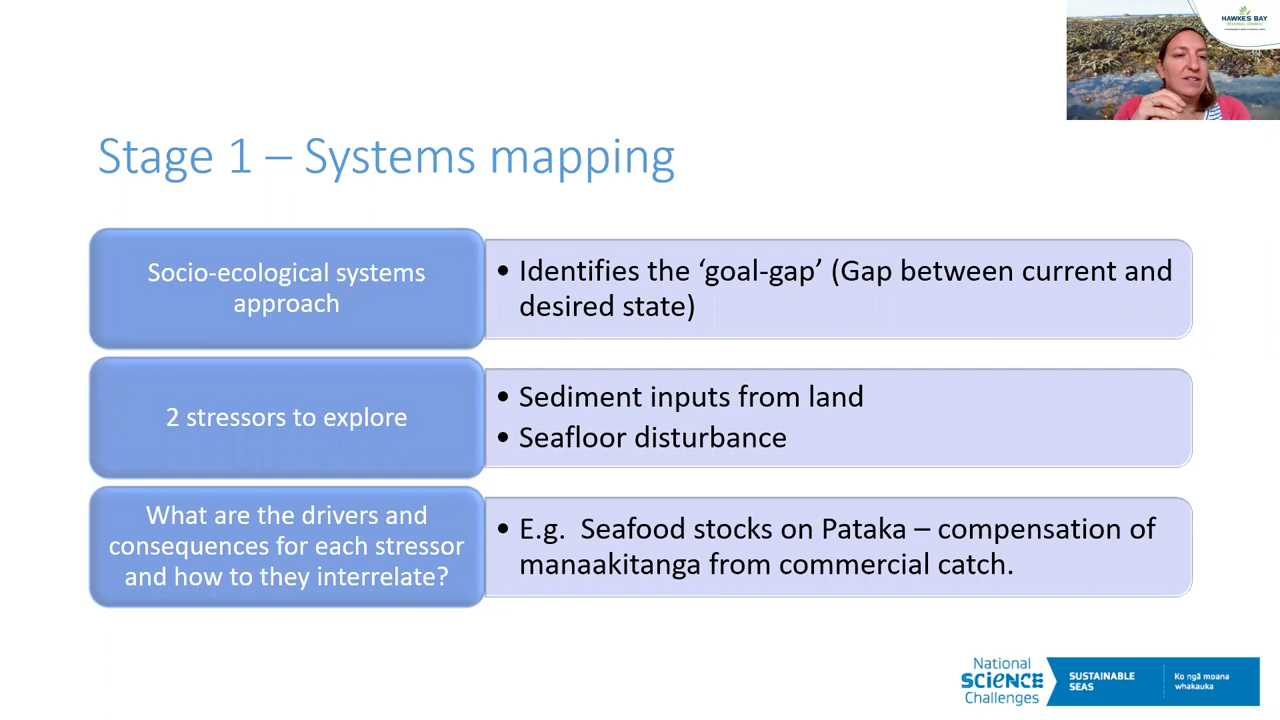 HAWKES BAY
REGIONAL COUNCIL
Stage 1 – Systems mapping
Socio-ecological systems
approach
• Identifies the ‘goal-gap’ (Gap between current and
desired state)
2 stressors to explore
• Sediment inputs from land
• Seafloor disturbance
What are the drivers and
consequences for each stressor
and how to they interrelate?
• E.g.  Seafood stocks on Pataka – compensation of
manaakitanga from commercial catch.
National
SCIENCE
Challenges
SUSTAINABLE
SEAS
Ko ngā moana
whakauka